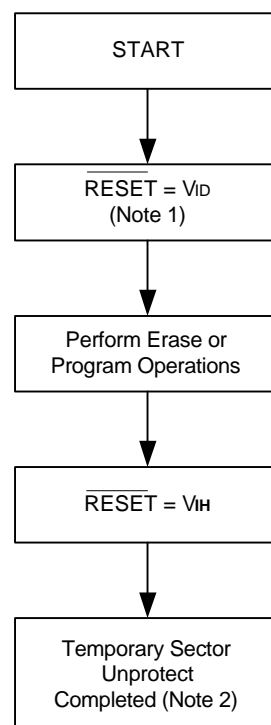 START
RESET = VID
(Note 1)
Perform Erase or
Program Operations
RESET = VIH
Temporary Sector
Unprotect
Completed (Note 2)